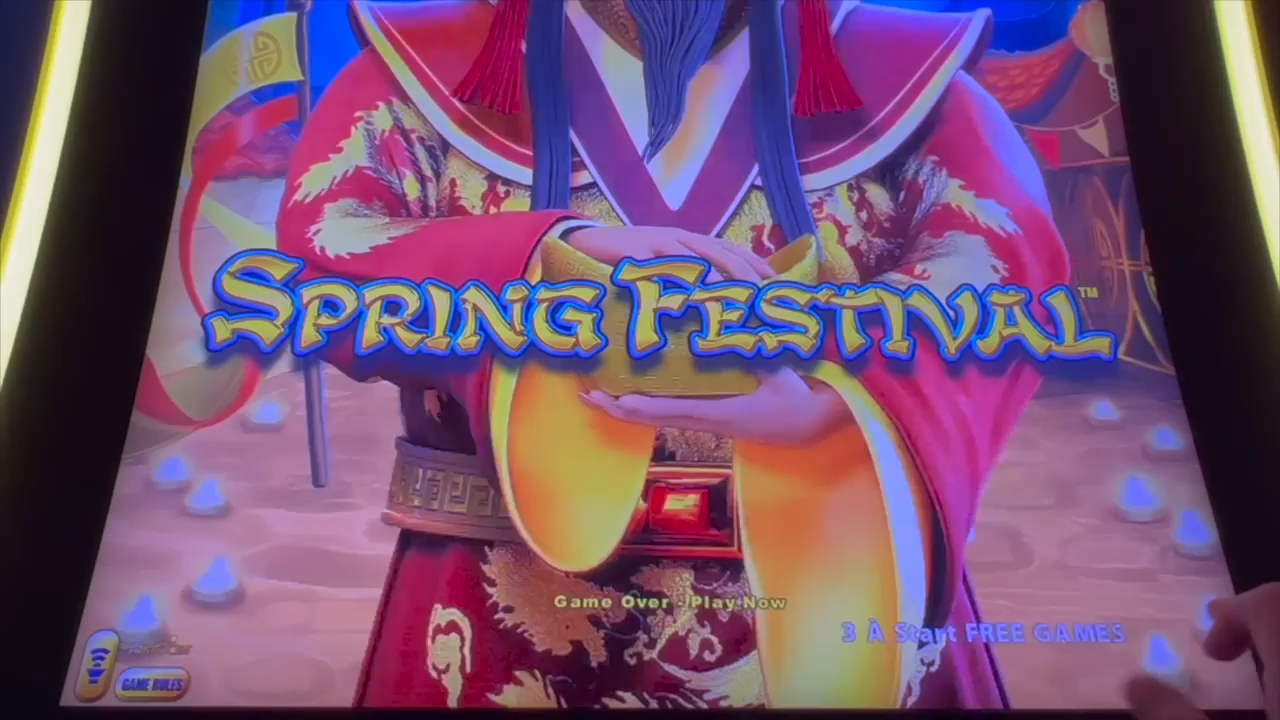 SPRING FESTIVAL™
Game Over - Play Now
3 À Start FREE GAMES
GAME RULES